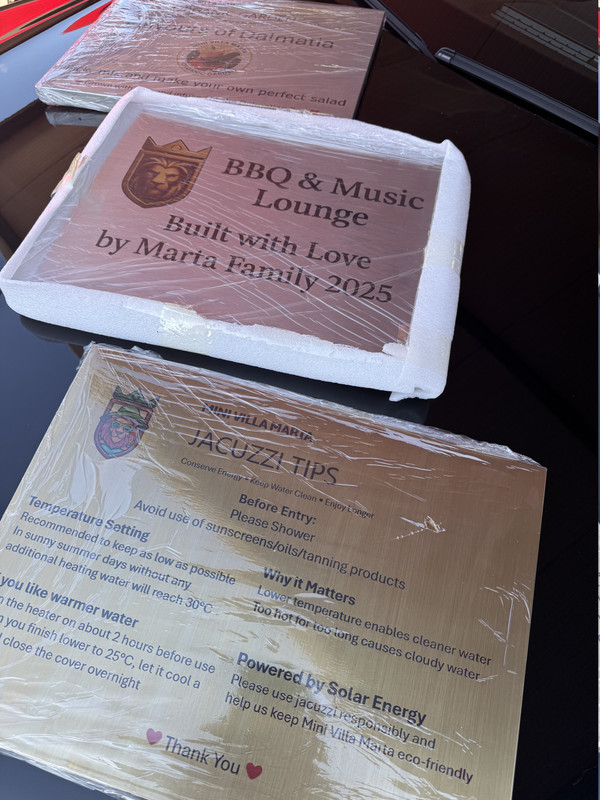 GARDEN
Roots of Dalmatia
mix and make your own perfect salad
BBQ & Music
Lounge
Built with Love
by Marta Family 2025
MINI VILLA MARTA
JACUZZI TIPS
Conserve Energy • Keep Water Clean • Enjoy Longer
Before Entry:
Please Shower
Avoid use of sunscreens/oils/tanning products
Temperature Setting
Recommended to keep as low as possible
In sunny summer days without any
additional heating water will reach 30°C
Why it Matters
Lower temperature enables cleaner water
Too hot for too long causes cloudy water
you like warmer water
the heater on about 2 hours before use
you finish lower to 25°C, let it cool a
close the cover overnight
Powered by Solar Energy
Please use jacuzzi responsibly and
help us keep Mini Villa Marta eco-friendly
Thank You